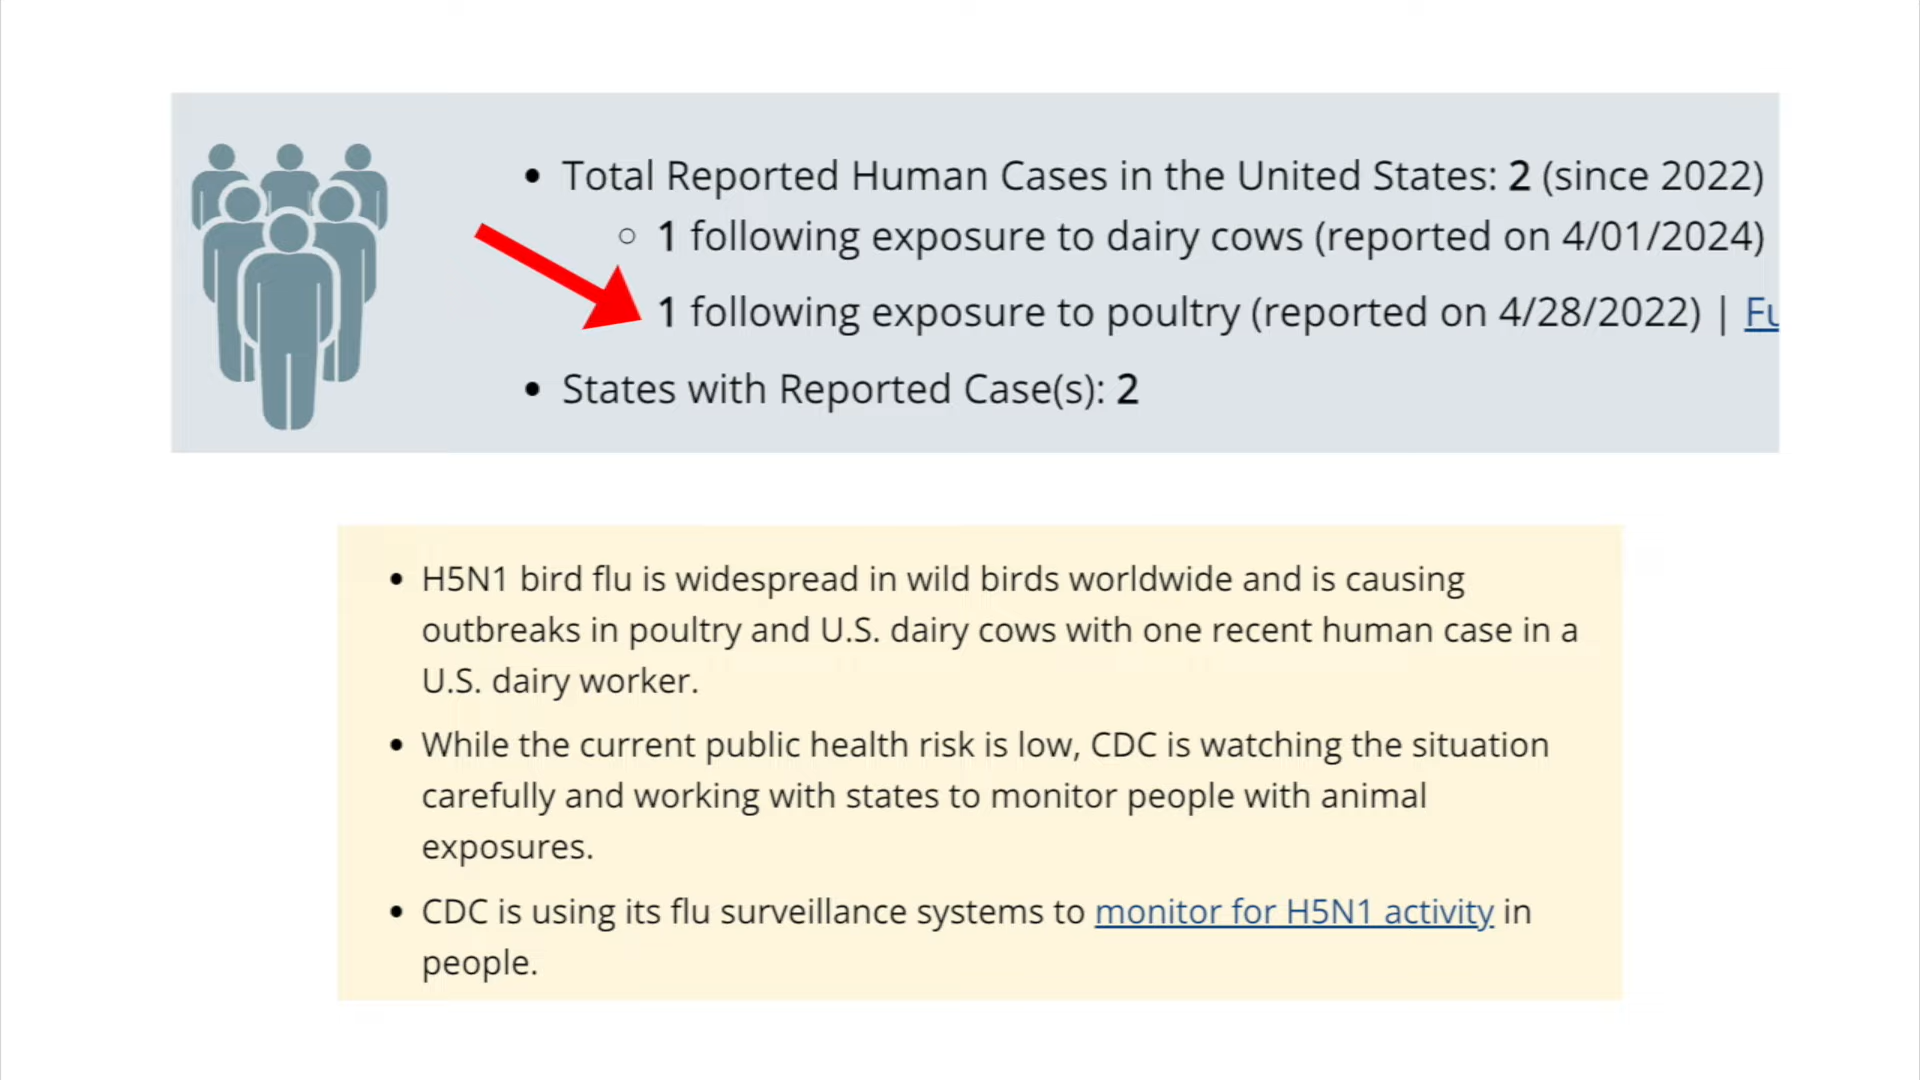 Total Reported Human Cases in the United States: 2 (since 2022)
1 following exposure to dairy cows (reported on 4/01/2024)
1 following exposure to poultry (reported on 4/28/2022) |
States with Reported Case(s): 2
H5N1 bird flu is widespread in wild birds worldwide and is causing
outbreaks in poultry and U.S. dairy cows with one recent human case in a
U.S. dairy worker.
While the current public health risk is low, CDC is watching the situation
carefully and working with states to monitor people with animal
exposures.
CDC is using its flu surveillance systems to monitor for H5N1 activity in
people.